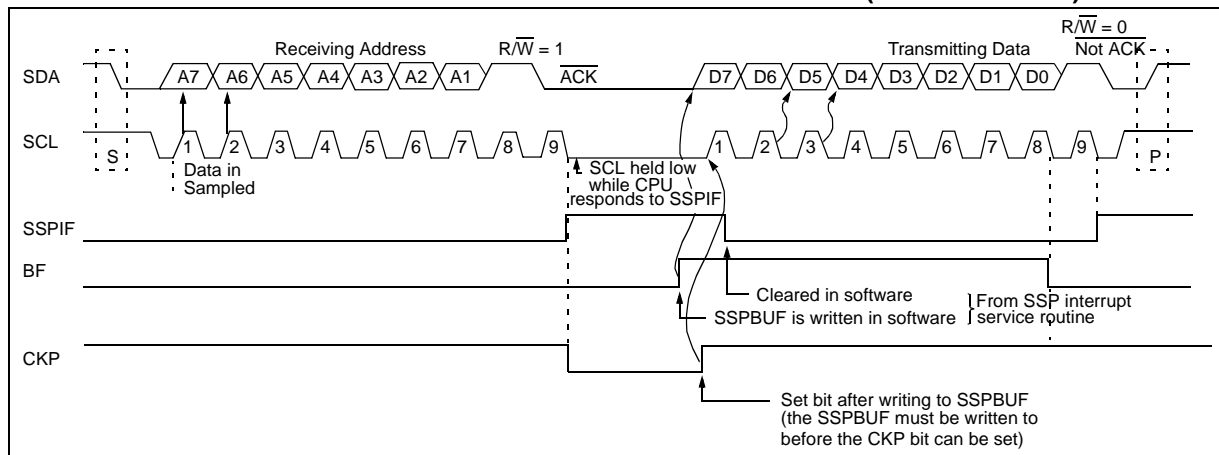 R/W = 0
Receiving Address R/W = 1 Transmitting Data Not ACK
SDA A7 A6 A5 A4 A3 A2 A1 ACK D7 D6 D5 D4 D3 D2 D1 D0
SCL S 1 2 3 4 5 6 7 8 9 1 2 3 4 5 6 7 8 9 P
Data in
Sampled
SCL held low
while CPU
responds to SSPIF
SSPIF
BF
Cleared in software
SSPBUF is written in software
From SSP interrupt
service routine
CKP
Set bit after writing to SSPBUF
(the SSPBUF must be written to
before the CKP bit can be set)